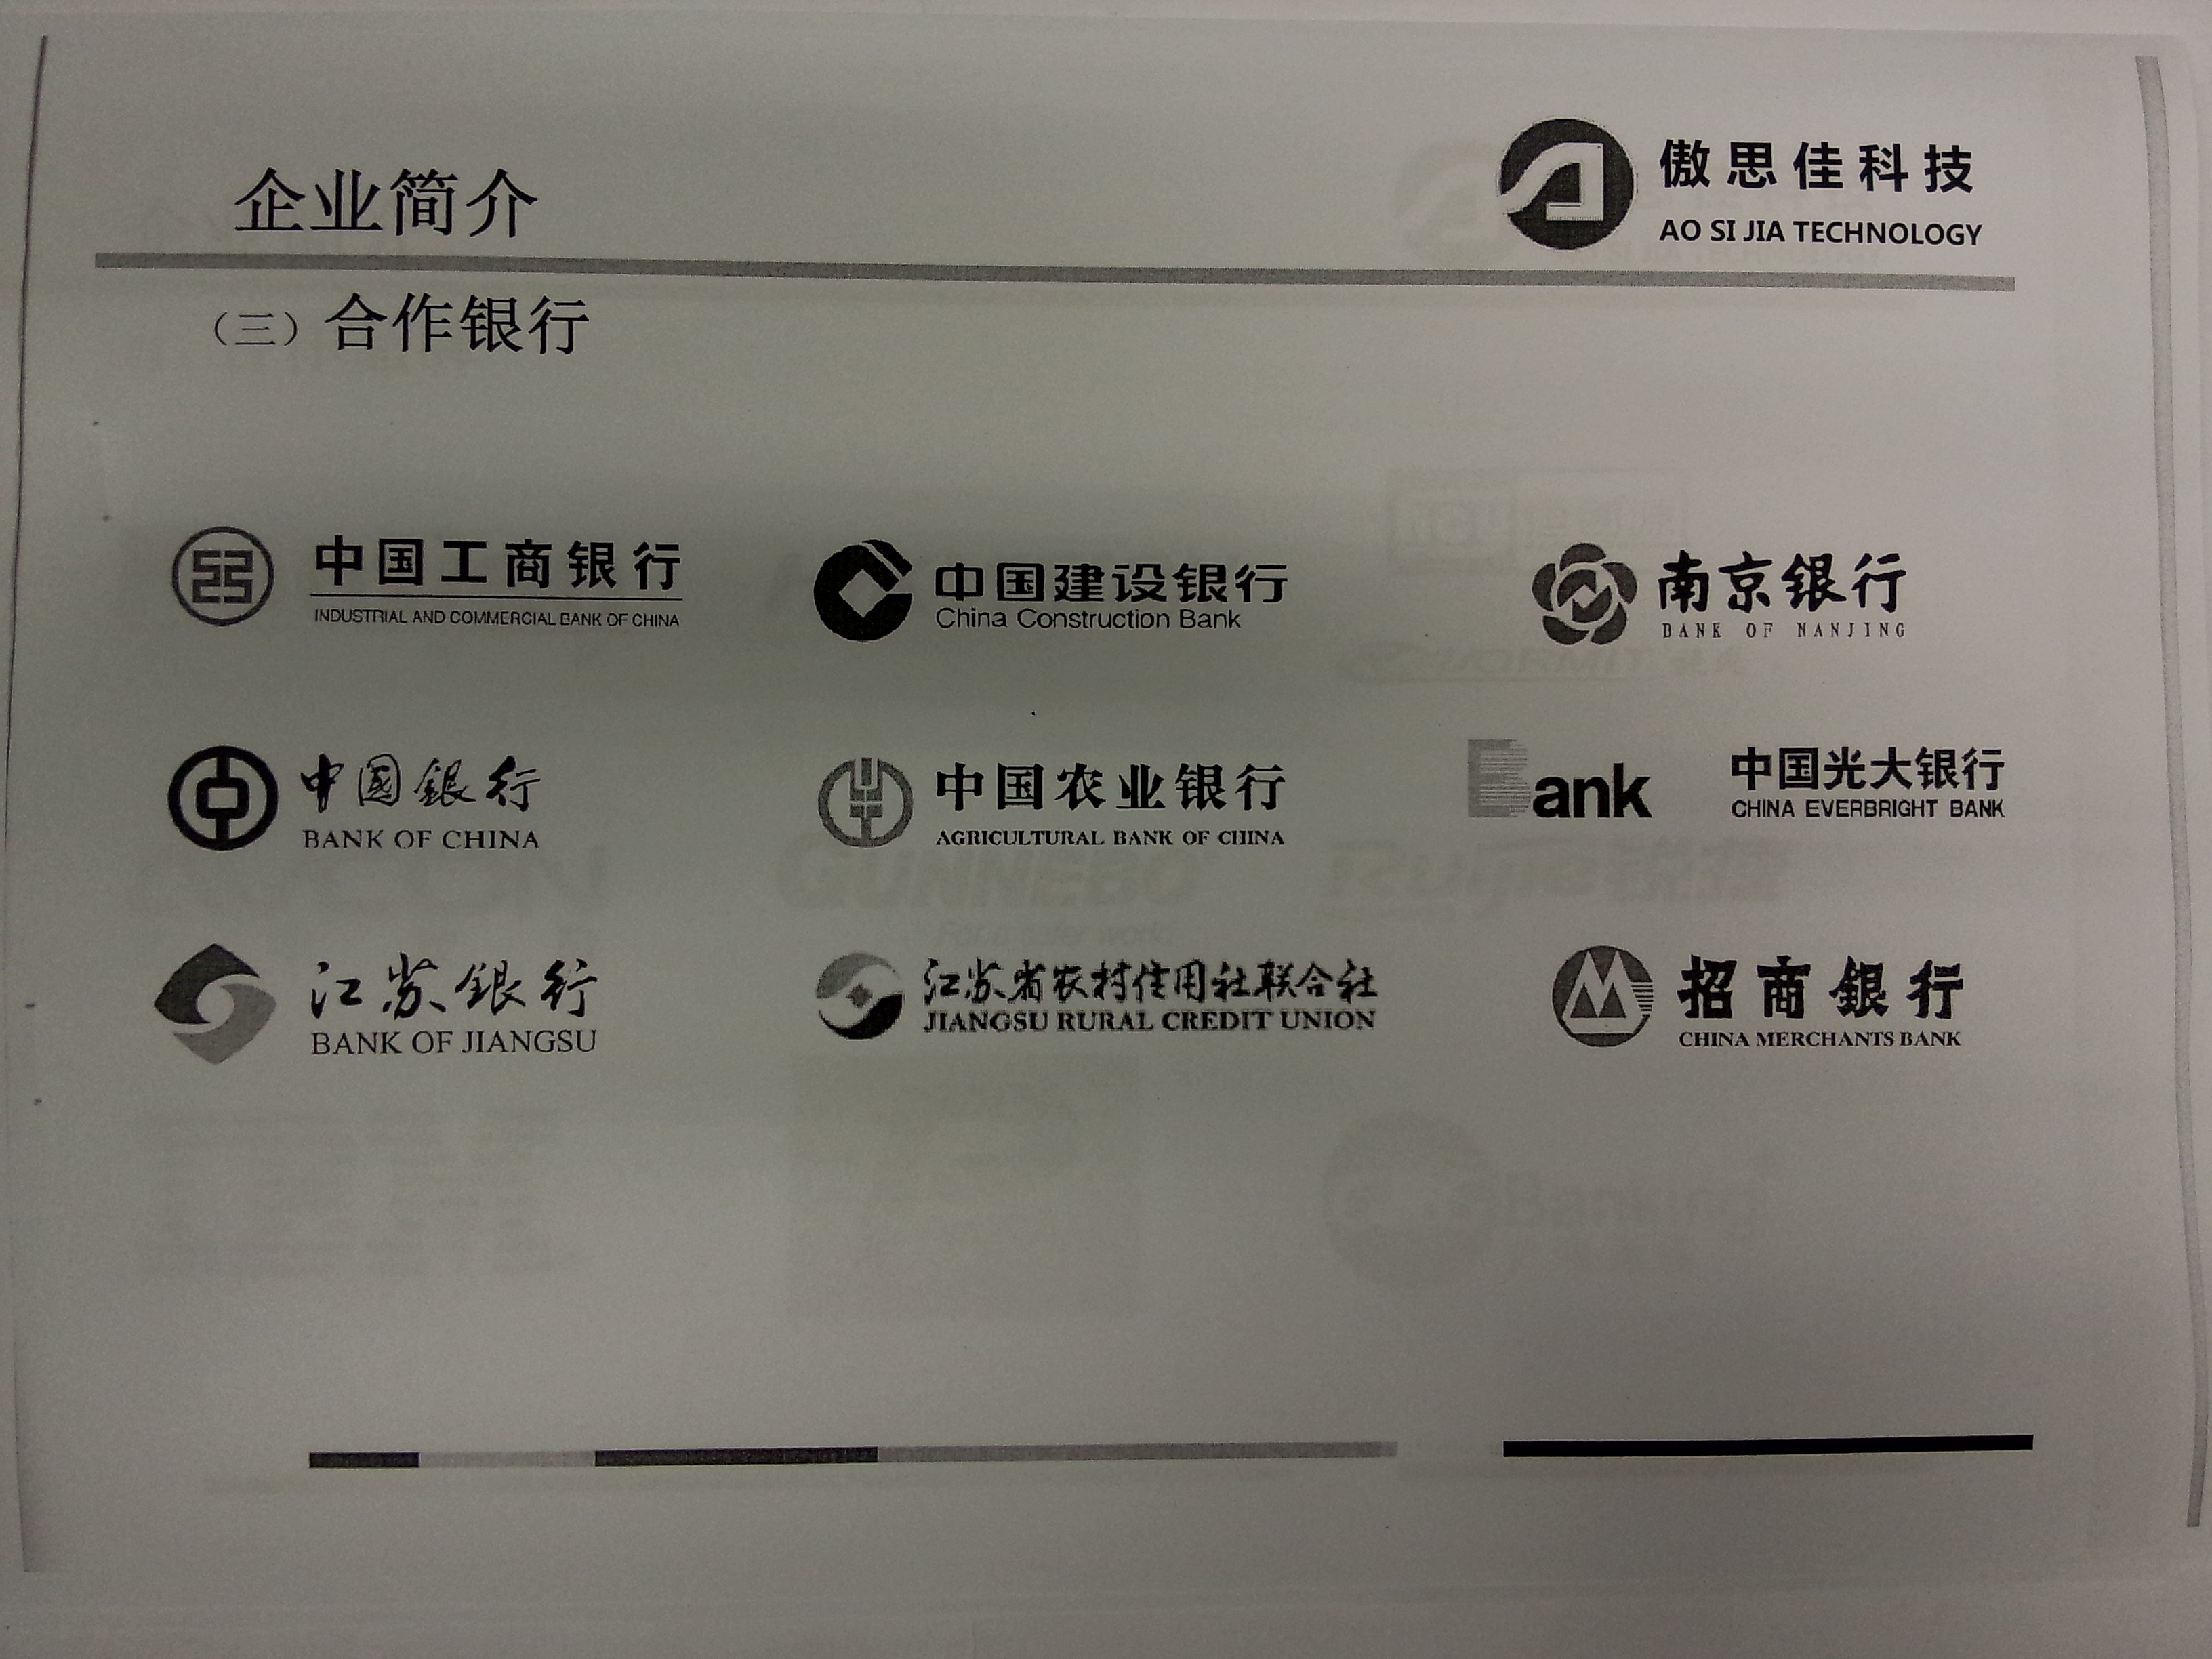 傲思佳科技
AO SI JIA TECHNOLOGY
企业简介
（三）合作银行
中国工商银行
INDUSTRIAL AND COMMERCIAL BANK OF CHINA
中国建设银行
China Construction Bank
南京银行
BANK OF NANJING
中國銀行
BANK OF CHINA
中国农业银行
AGRICULTURAL BANK OF CHINA
Bank
中国光大银行
CHINA EVERBRIGHT BANK
江苏銀行
BANK OF JIANGSU
江苏省农村信用社联合社
JIANGSU RURAL CREDIT UNION
招商銀行
CHINA MERCHANTS BANK